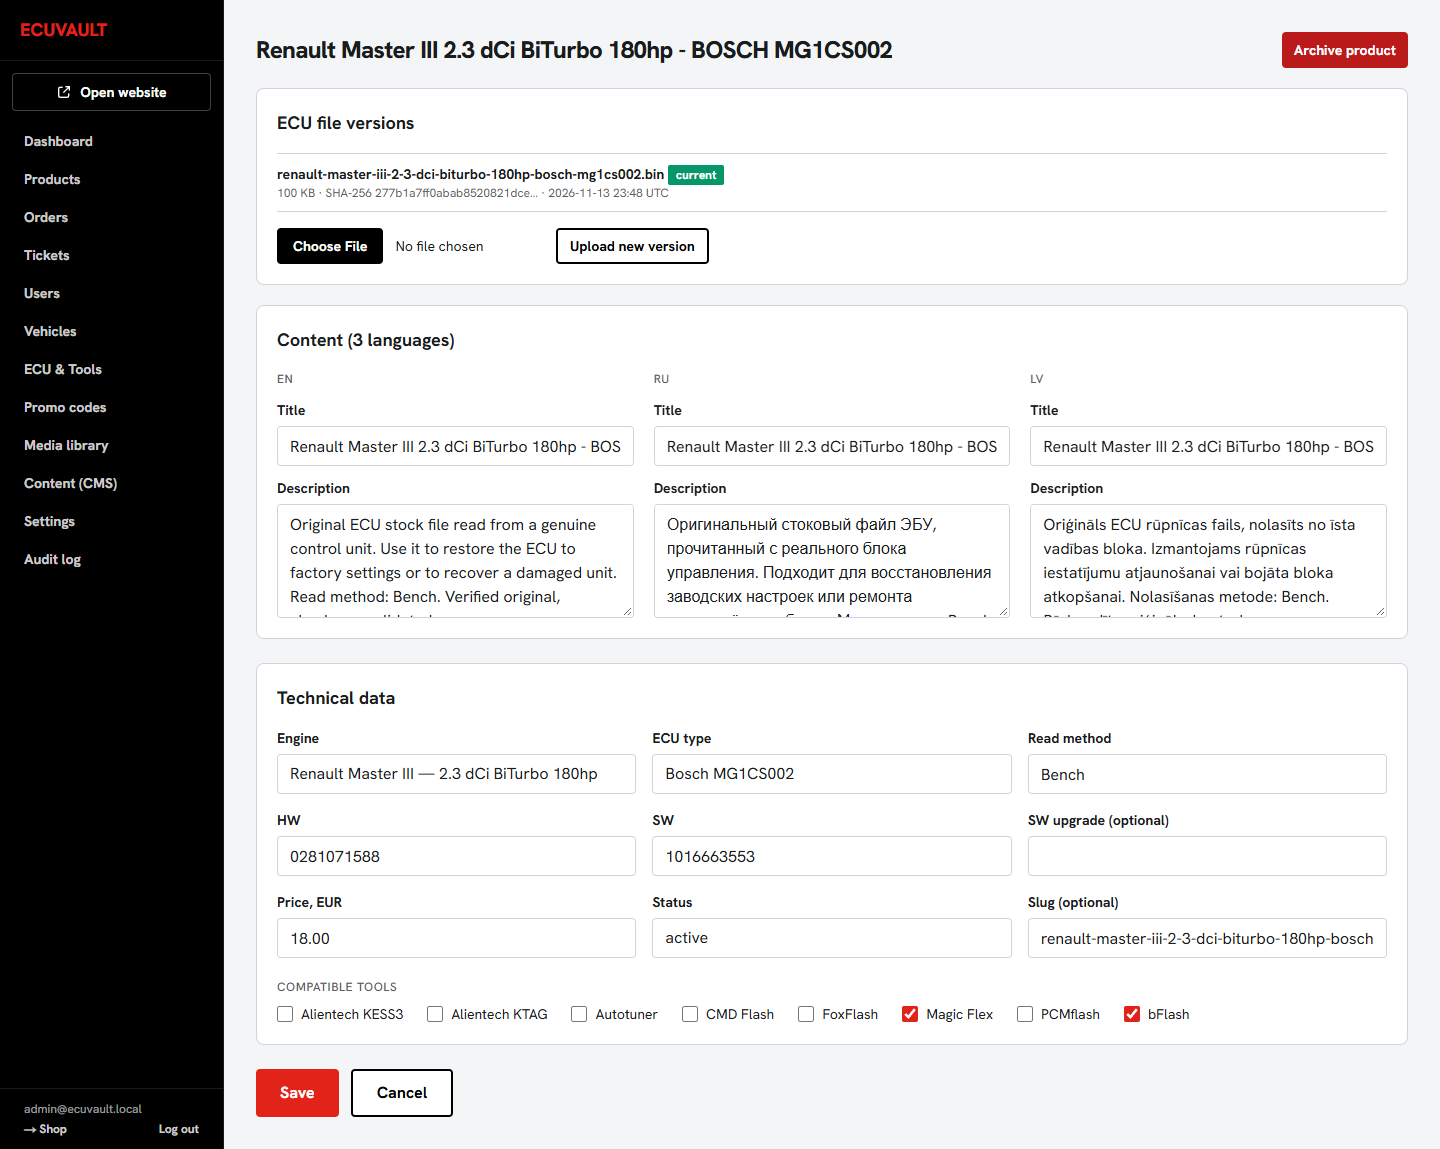 ECUVAULT
Open website
Dashboard
Products
Orders
Tickets
Users
Vehicles
ECU & Tools
Promo codes
Media library
Content (CMS)
Settings
Audit log
admin@ecuvault.local
→ Shop
Log out
Renault Master III 2.3 dCi BiTurbo 180hp - BOSCH MG1CS002
Archive product
ECU file versions
renault-master-iii-2-3-dci-biturbo-180hp-bosch-mg1cs002.bin current
100 KB · SHA-256 277b1a7ff0abab8520821dce… · 2026-11-13 23:48 UTC
Choose File No file chosen
Upload new version
Content (3 languages)
EN
Title
Renault Master III 2.3 dCi BiTurbo 180hp - BOS
Description
Original ECU stock file read from a genuine
control unit. Use it to restore the ECU to
factory settings or to recover a damaged unit.
Read method: Bench. Verified original,
RU
Title
Renault Master III 2.3 dCi BiTurbo 180hp - BOS
Description
Оригинальный стоковый файл ЭБУ,
прочитанный с реального блока
управления. Подходит для восстановления
заводских настроек или ремонта
LV
Title
Renault Master III 2.3 dCi BiTurbo 180hp - BOS
Description
Oriģināls ECU rūpnīcas fails, nolasīts no īsta
vadības bloka. Izmantojams rūpnīcas
iestatījumu atjaunošanai vai bojāta bloka
atkopšanai. Nolasīšanas metode: Bench.
Technical data
Engine
Renault Master III — 2.3 dCi BiTurbo 180hp
ECU type
Bosch MG1CS002
Read method
Bench
HW
0281071588
SW
1016663553
SW upgrade (optional)
Price, EUR
18.00
Status
active
Slug (optional)
renault-master-iii-2-3-dci-biturbo-180hp-bosch
COMPATIBLE TOOLS
Alientech KESS3
Alientech KTAG
Autotuner
CMD Flash
FoxFlash
Magic Flex
PCMflash
bFlash
Save
Cancel